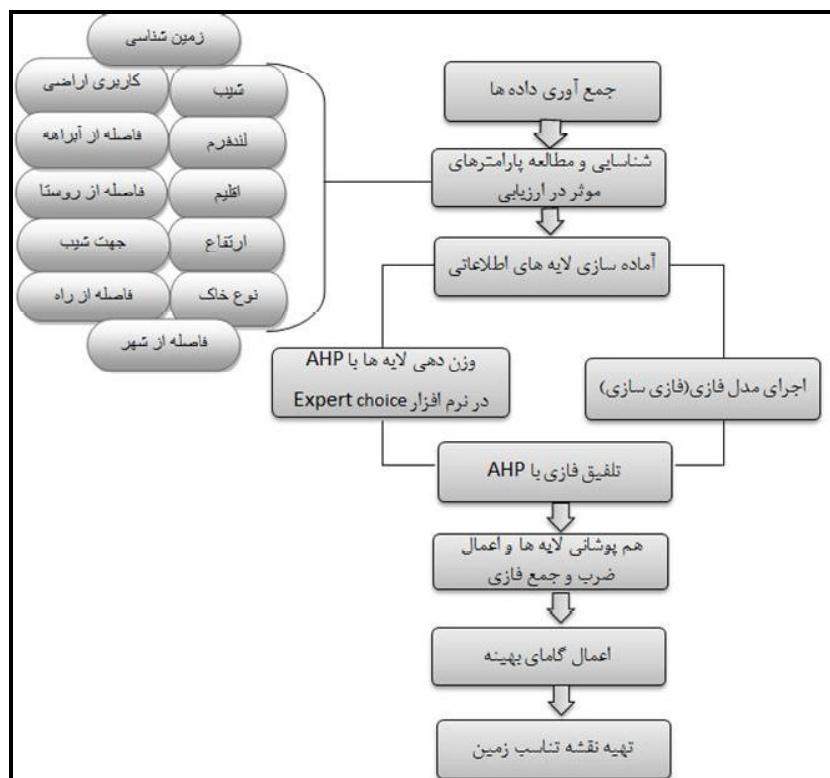 جمع آوری داده ها
شناسایی و مطالعه پارامترهای
موثر در ارزیابی
زمین شناسی
شیب
کاربری اراضی
لندفرم
فاصله از آبراهه
اقلیم
فاصله از روستا
ارتفاع
جهت شیب
نوع خاک
فاصله از راه
فاصله از شهر
آماده سازی لایه های اطلاعاتی
اجرای مدل فازی(فازی سازی)
وزن دهی لایه ها با AHP
در نرم افزار Expert choice
تلفیق فازی با AHP
هم پوشانی لایه ها و اعمال
ضرب و جمع فازی
اعمال گامای بهینه
تهیه نقشه تناسب زمین